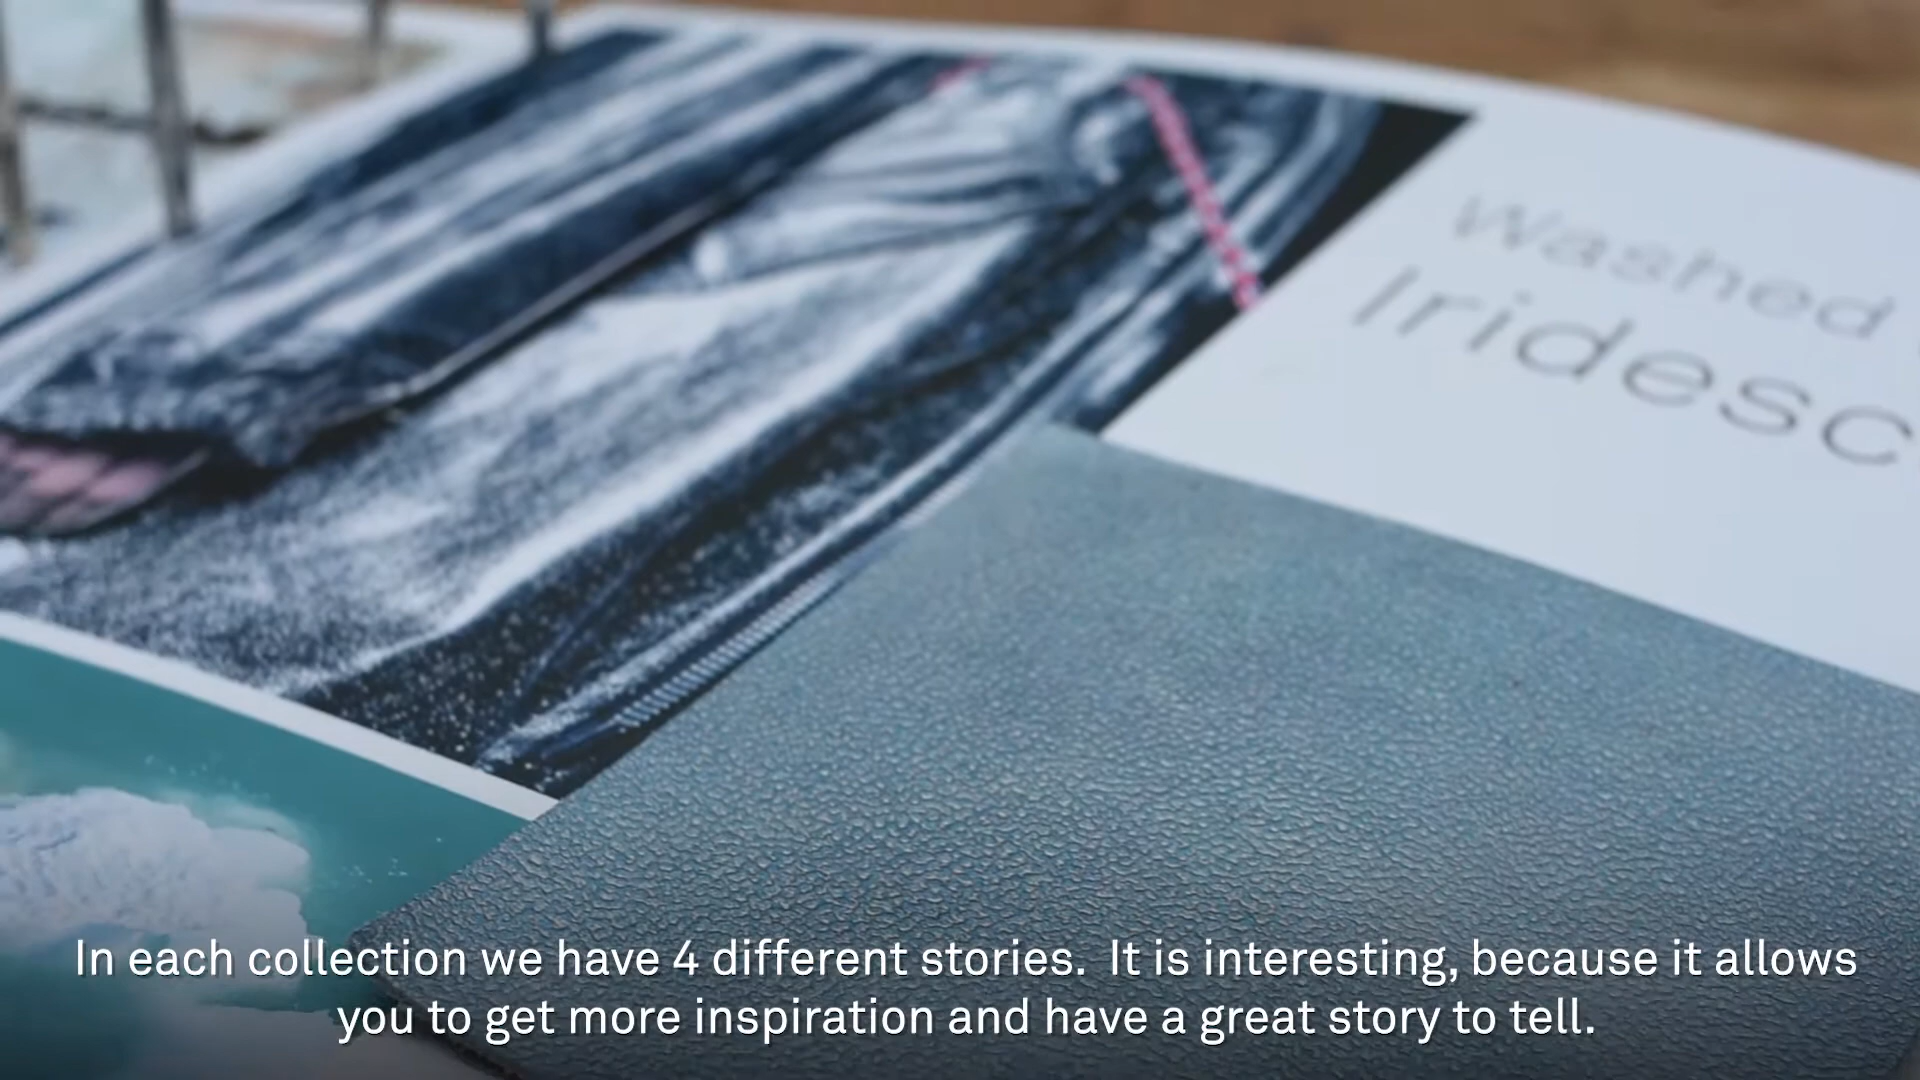 Washed
Iridesc
In each collection we have 4 different stories.  It is interesting, because it allows
you to get more inspiration and have a great story to tell.